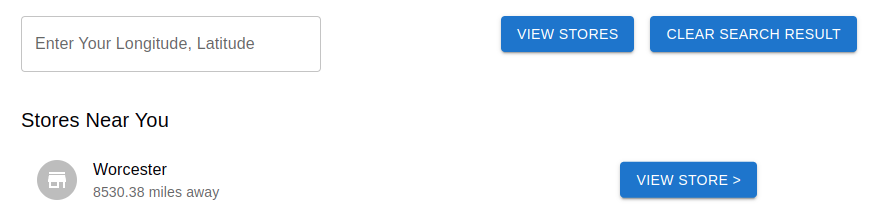 Enter Your Longitude, Latitude
VIEW STORES
CLEAR SEARCH RESULT
Stores Near You
Worcester
8530.38 miles away
VIEW STORE >